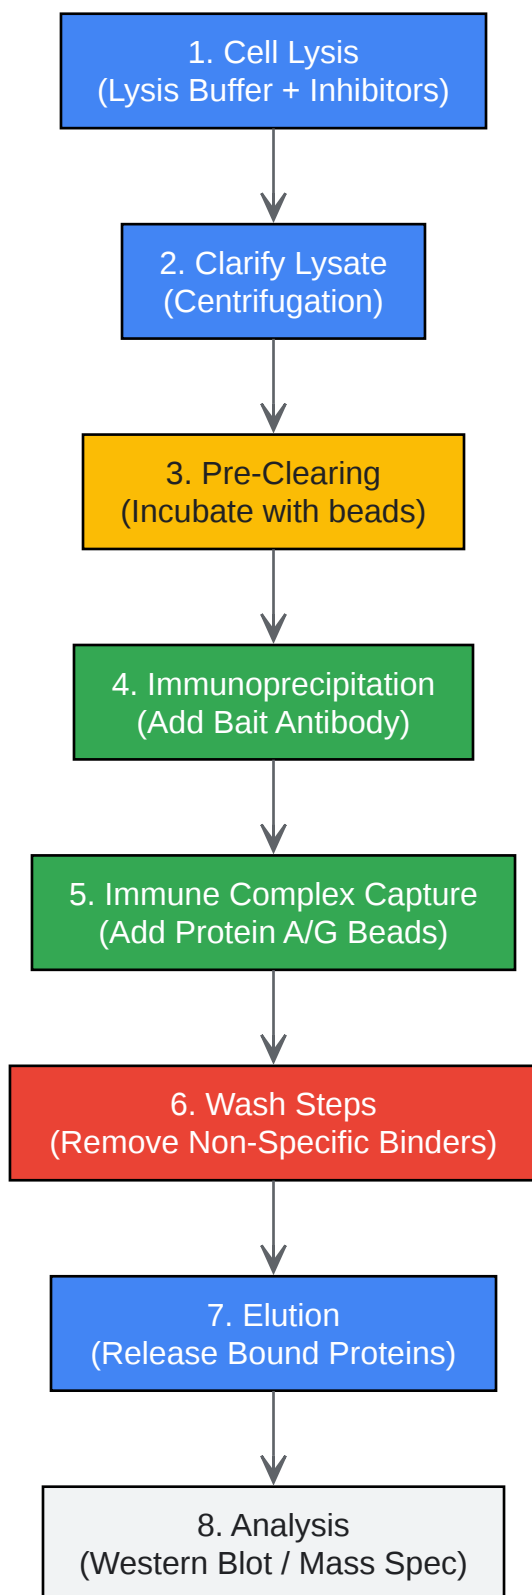 1. Cell Lysis
(Lysis Buffer + Inhibitors)
2. Clarify Lysate
(Centrifugation)
3. Pre-Clearing
(Incubate with beads)
4. Immunoprecipitation
(Add Bait Antibody)
5. Immune Complex Capture
(Add Protein A/G Beads)
6. Wash Steps
(Remove Non-Specific Binders)
7. Elution
(Release Bound Proteins)
8. Analysis
(Western Blot / Mass Spec)